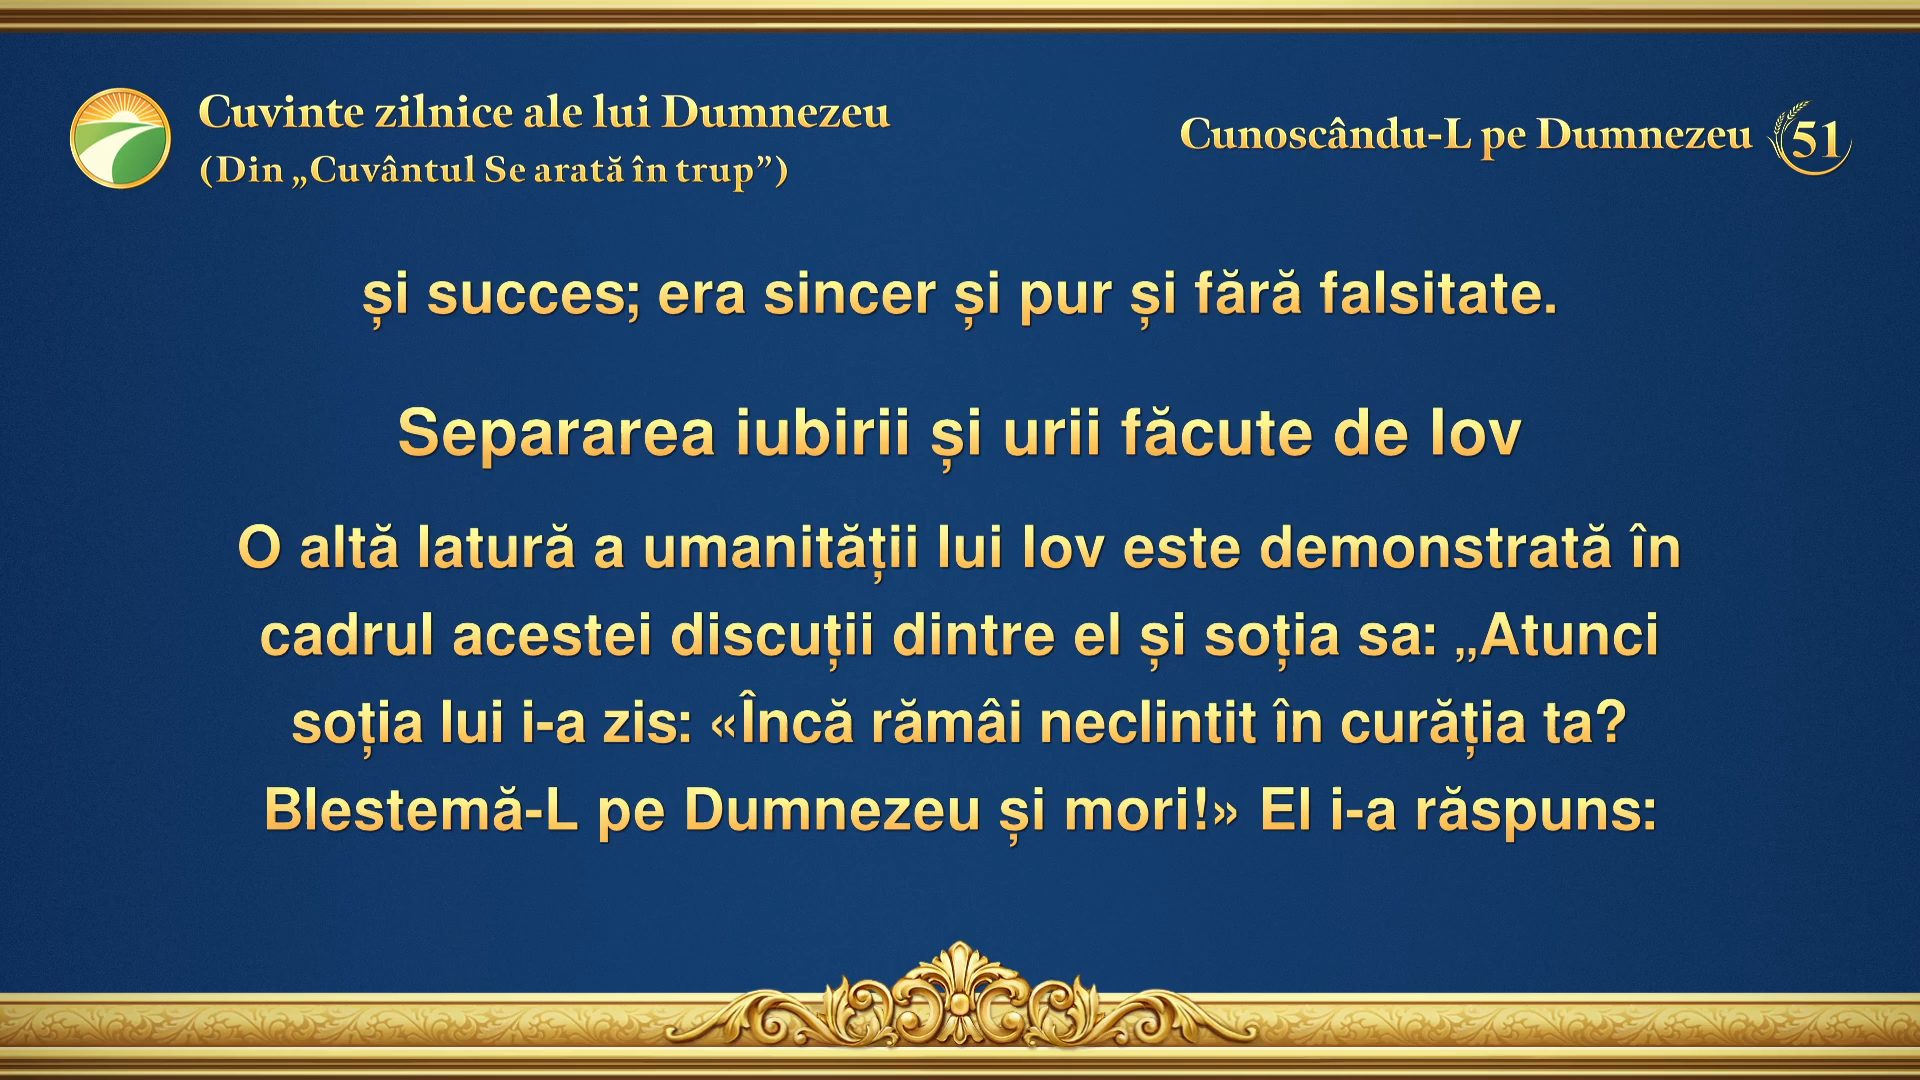 Cuvinte zilnice ale lui Dumnezeu
(Din „Cuvântul Se arată în trup”)
Cunoscându-L pe Dumnezeu 51
și succes; era sincer și pur și fără falsitate.
Separarea iubirii și urii făcute de Iov
O altă latură a umanității lui Iov este demonstrată în
cadrul acestei discuții dintre el și soția sa: „Atunci
soția lui i-a zis: «Încă rămâi neclintit în curăția ta?
Blestemă-L pe Dumnezeu și mori!» El i-a răspuns: